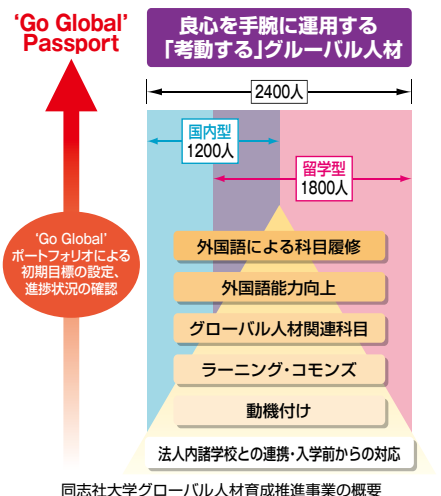 'Go Global'
Passport
良心を手腕に運用する
「考動する」グルーバル人材
2400人
国内型
1200人
留学型
1800人
'Go Global'
ポートフォリオによる
初期目標の設定、
進捗状況の確認
外国語による科目履修
外国語能力向上
グローバル人材関連科目
ラーニング・コモンズ
動機付け
法人内諸学校との連携・入学前からの対応
同志社大学グローバル人材育成推進事業の概要